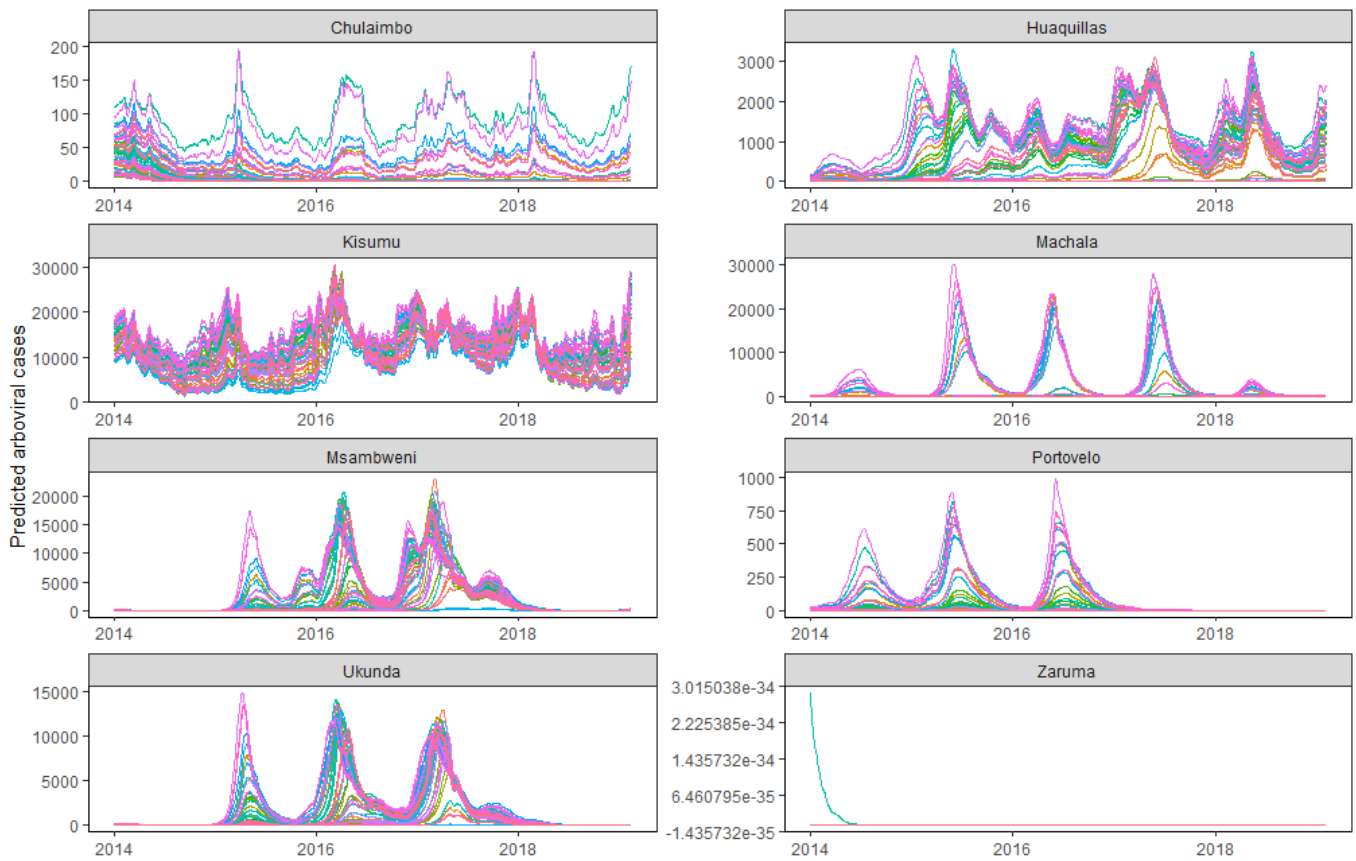 Predicted arboviral cases
Chulaimbo
200
150
100
50
0
2014 2016 2018
Huaquillas
3000
2000
1000
0
2014 2016 2018
Kisumu
30000
20000
10000
0
2014 2016 2018
Machala
30000
20000
10000
0
2014 2016 2018
Msambweni
20000
15000
10000
5000
0
2014 2016 2018
Portovelo
1000
750
500
250
0
2014 2016 2018
Ukunda
15000
10000
5000
0
2014 2016 2018
Zaruma
3.015038e-34
2.225385e-34
1.435732e-34
6.460795e-35
-1.435732e-35
2014 2016 2018